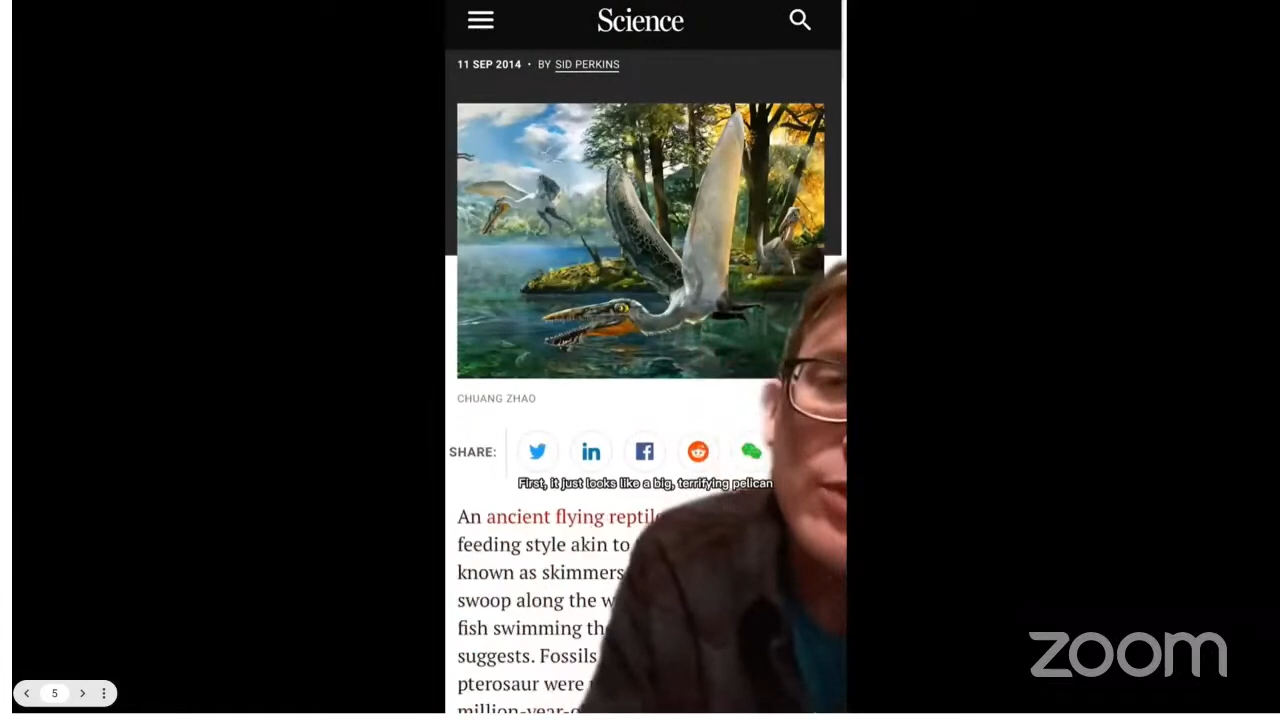 Science
11 SEP 2014 • BY SID PERKINS
CHUANG ZHAO
SHARE:
First, it just looks like a big, terrifying pelican
An ancient flying
feeding style akin to
known as skimmers
swoop along the
fish swimming
suggests. Fossils
pterosaur were
million-year-
zoom
5